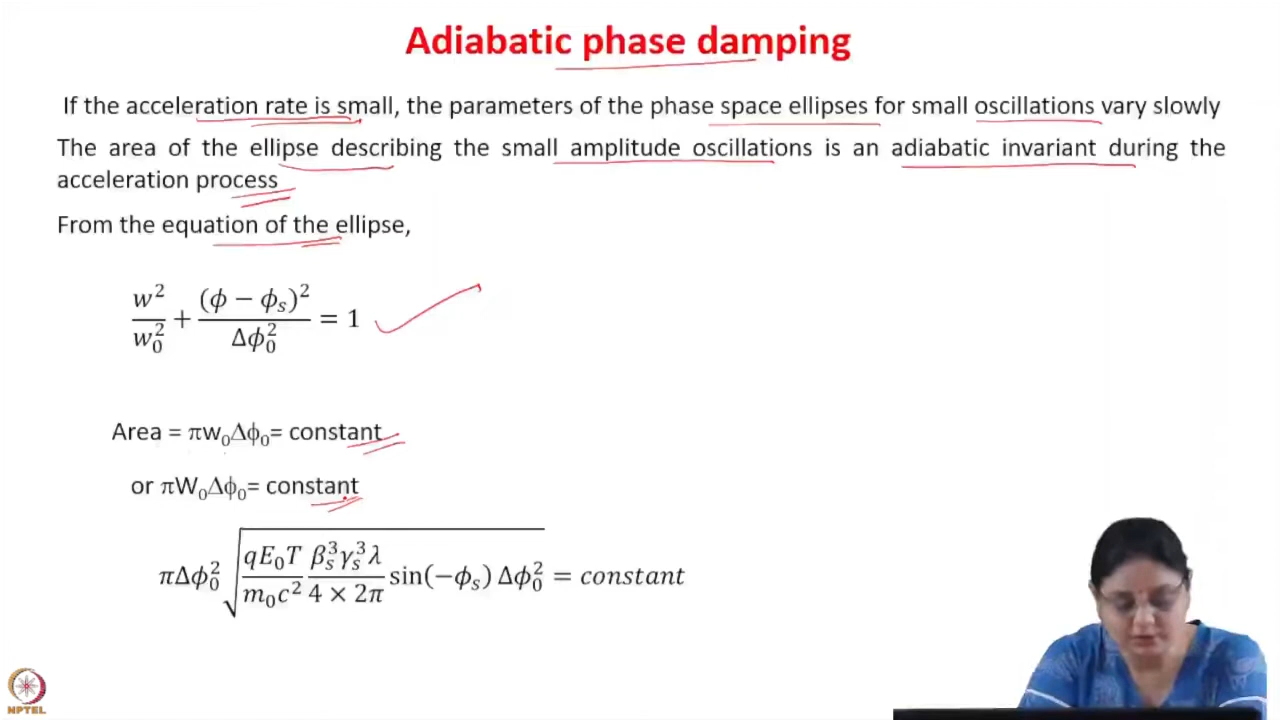 Adiabatic phase damping
If the acceleration rate is small, the parameters of the phase space ellipses for small oscillations vary slowly
The area of the ellipse describing the small amplitude oscillations is an adiabatic invariant during the
acceleration process
From the equation of the ellipse,
w²/w₀² + (ϕ − ϕₛ)²/Δϕ₀² = 1
Area = πw₀Δϕ₀= constant
or πW₀Δϕ₀= constant
πΔϕ₀² √(qE₀T/m₀c² βₛ³γₛ³λ/4 × 2π sin(−ϕₛ) Δϕ₀²) = constant
NPTEL